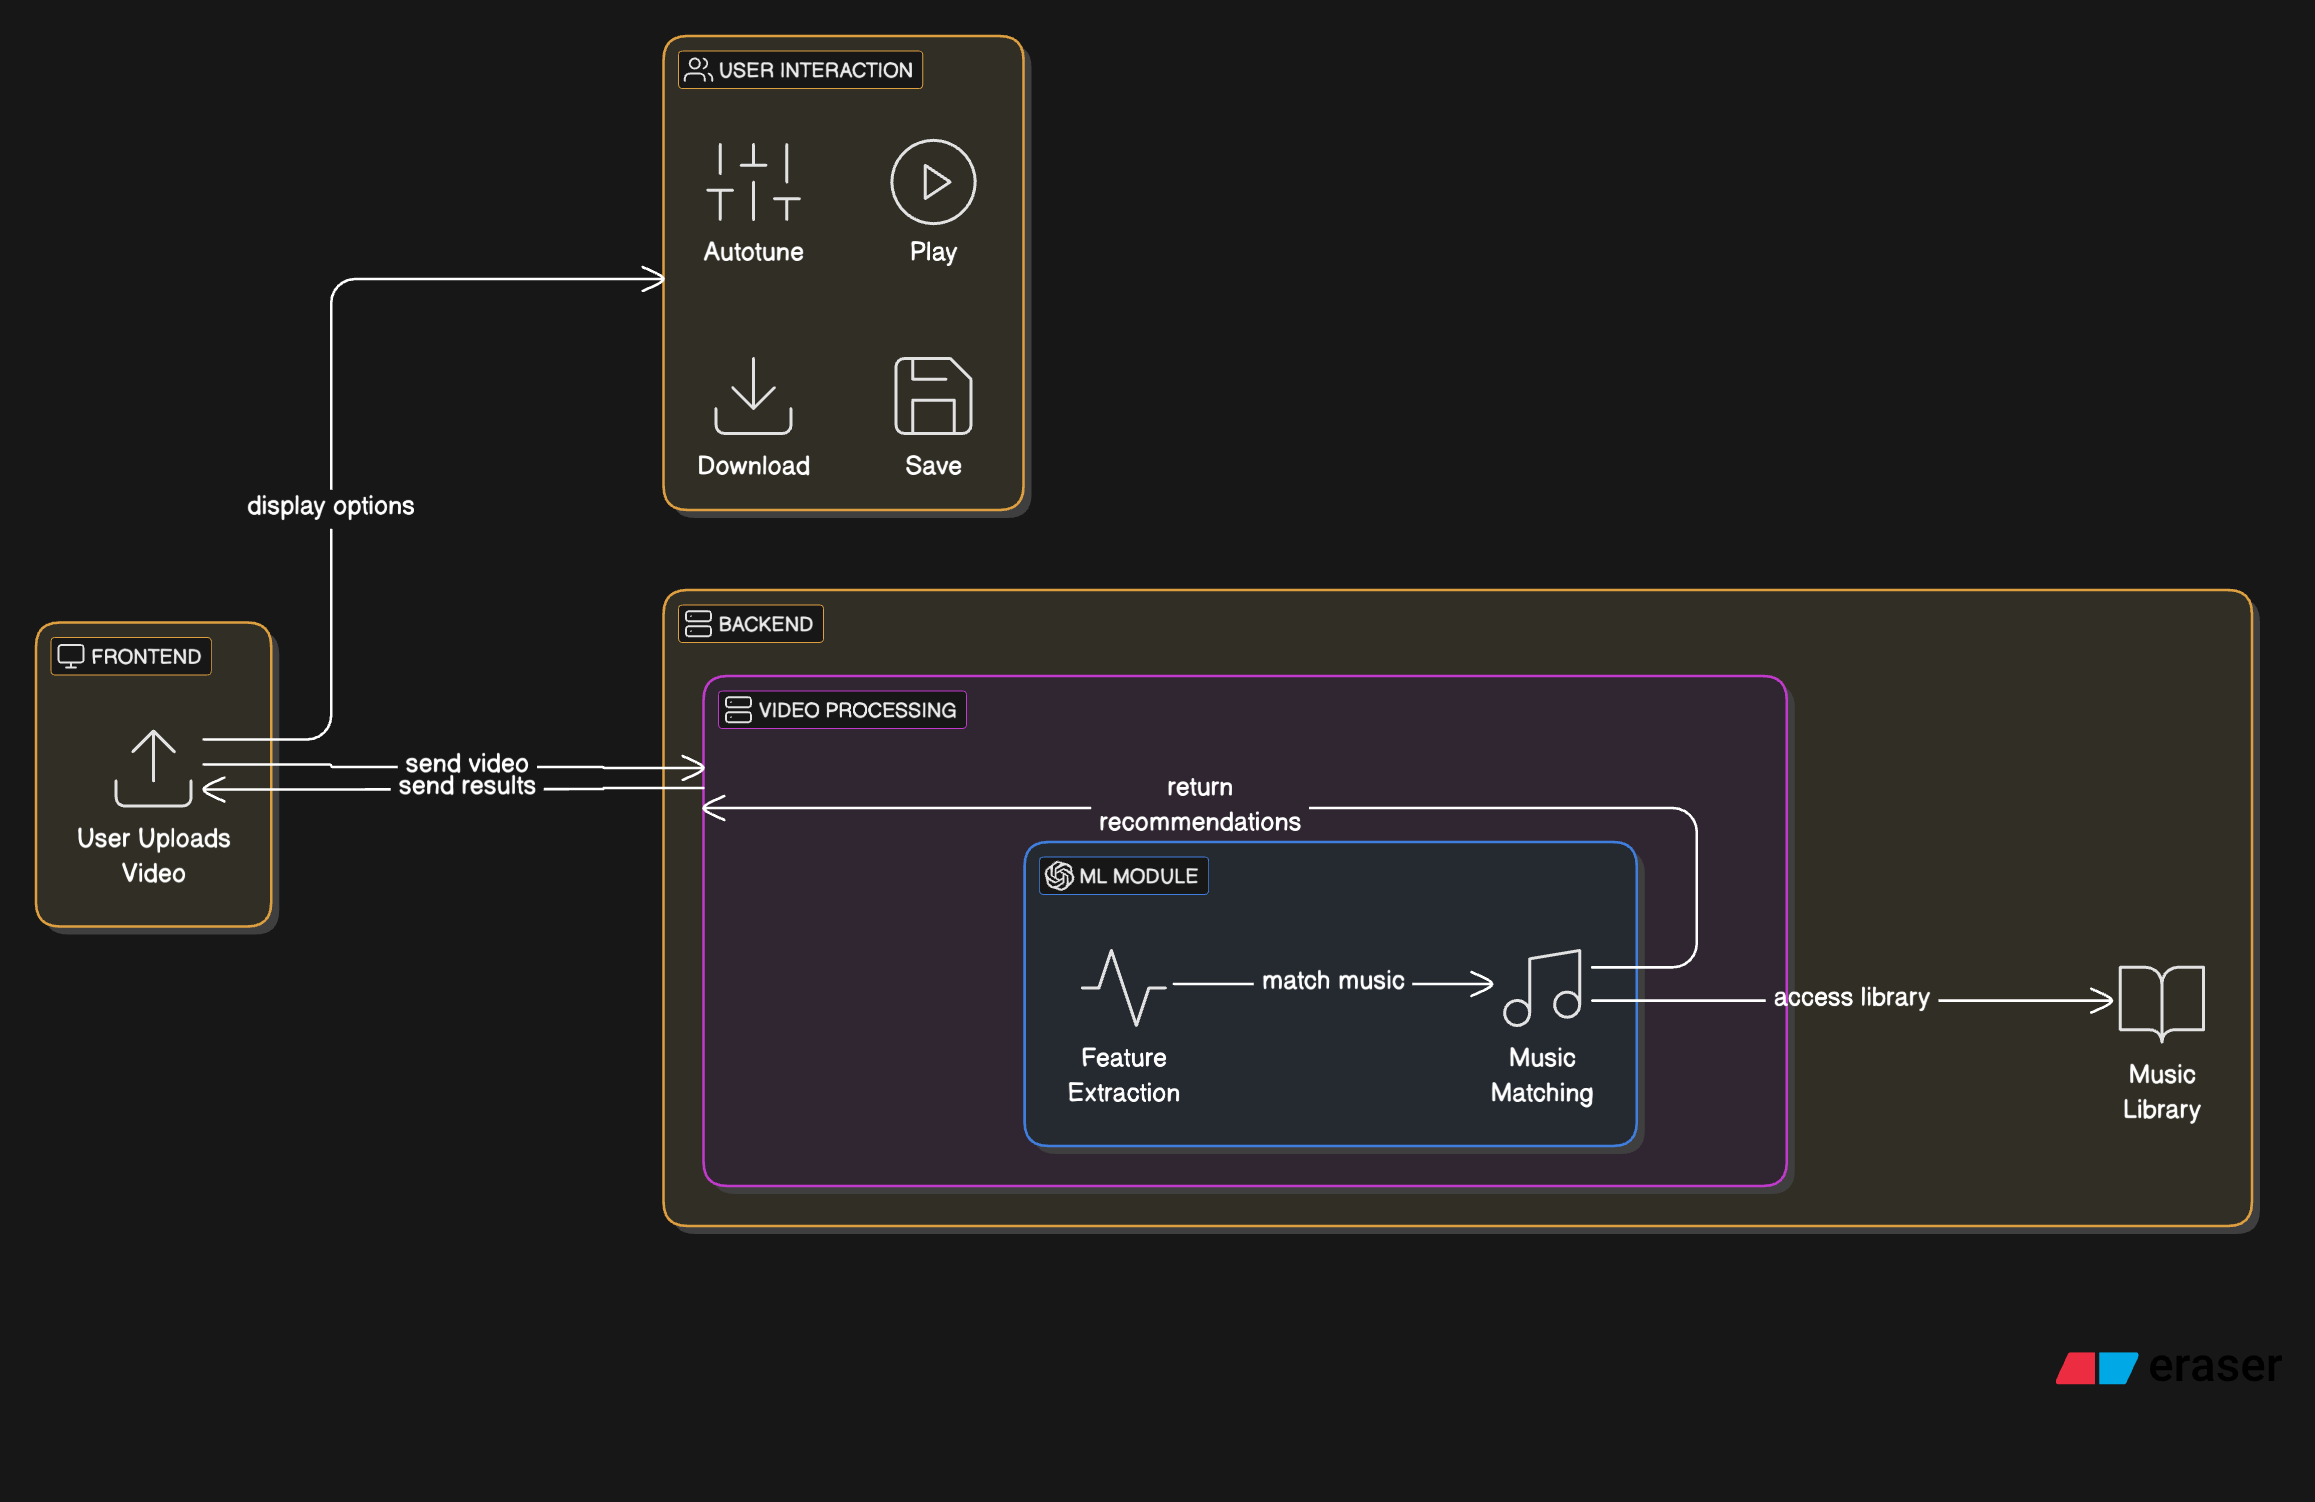 USER INTERACTION
Autotune
Play
Download
Save
display options
FRONTEND
User Uploads
Video
send video
send results
BACKEND
VIDEO PROCESSING
return
recommendations
ML MODULE
Feature
Extraction
match music
Music
Matching
access library
Music
Library
eraser